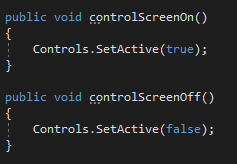 public void controlScreenOn()
{
    Controls.SetActive(true);
}
public void controlScreenOff()
{
    Controls.SetActive(false);
}